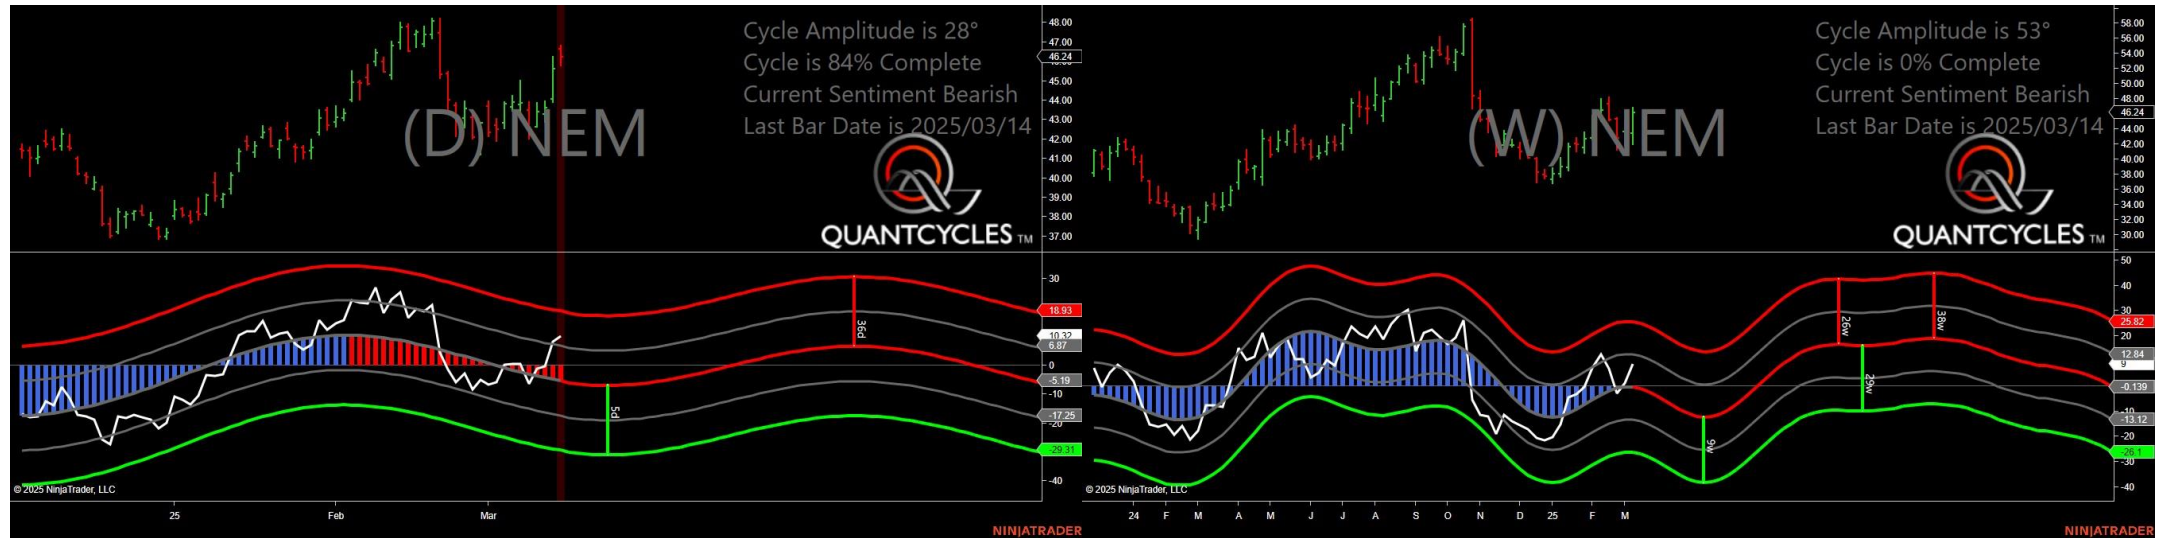 Cycle Amplitude is 28°
Cycle is 84% Complete
Current Sentiment Bearish
Last Bar Date is 2025/03/14
(D) NEM
QUANTCYCLES TM
48.00
47.00
46.24
45.00
44.00
43.00
42.00
41.00
40.00
39.00
38.00
37.00
30
18.93
10.32
6.87
-5.19
-10
-17.25
-20
-29.31
-40
36d
5d
© 2025 NinjaTrader, LLC
25 Feb Mar
NINJATRADER
Cycle Amplitude is 53°
Cycle is 0% Complete
Current Sentiment Bearish
Last Bar Date is 2025/03/14
(W) NEM
QUANTCYCLES TM
58.00
56.00
54.00
52.00
50.00
48.00
46.24
44.00
42.00
40.00
38.00
36.00
34.00
32.00
30.00
50
40
30
25.82
20
12.84
9
-0.139
-10
-13.12
-20
-26.1
-30
-40
26w
38w
29w
9w
© 2025 NinjaTrader, LLC
24 F M A M J J A S O N D 25 F M
NINJATRADER